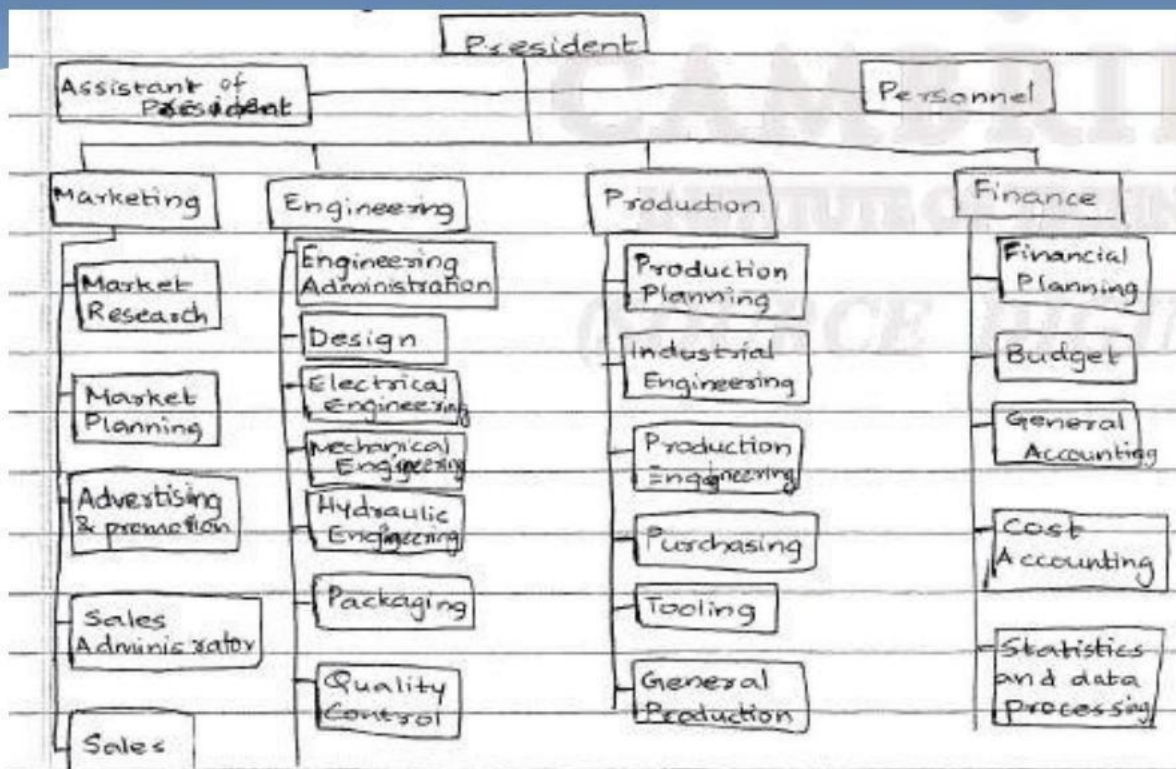 President
Assistant of
President
Personnel
Marketing
Engineering
Production
Finance
Market
Research
Market
Planning
Advertising
& promotion
Sales
Adminis rator
Sales
Engineering
Administration
Design
Electrical
Engineering
Mechanical
Engineering
Hydraulic
Engineering
Packaging
Quality
Control
Production
Planning
Industrial
Engineering
Production
Engineering
Purchasing
Tooling
General
Production
Financial
Planning
Budget
General
Accounting
Cost
Accounting
Statistics
and data
processing